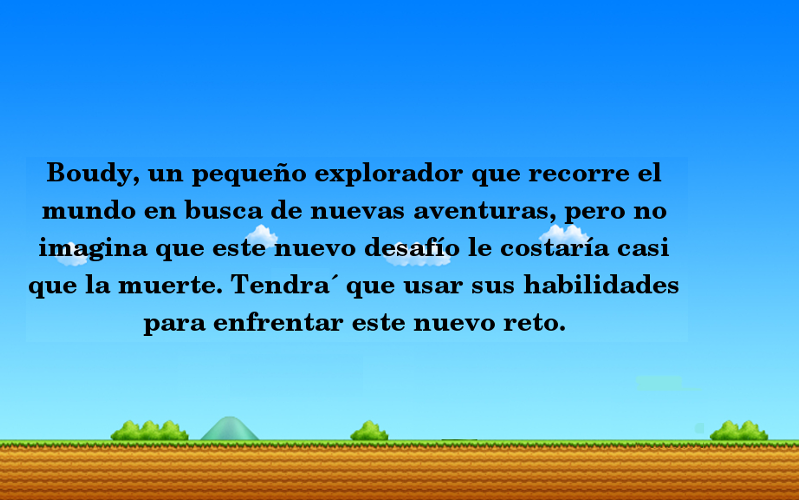 Boudy, un pequeño explorador que recorre el
mundo en busca de nuevas aventuras, pero no
imagina que este nuevo desafío le costaría casi
que la muerte. Tendra´ que usar sus habilidades
para enfrentar este nuevo reto.